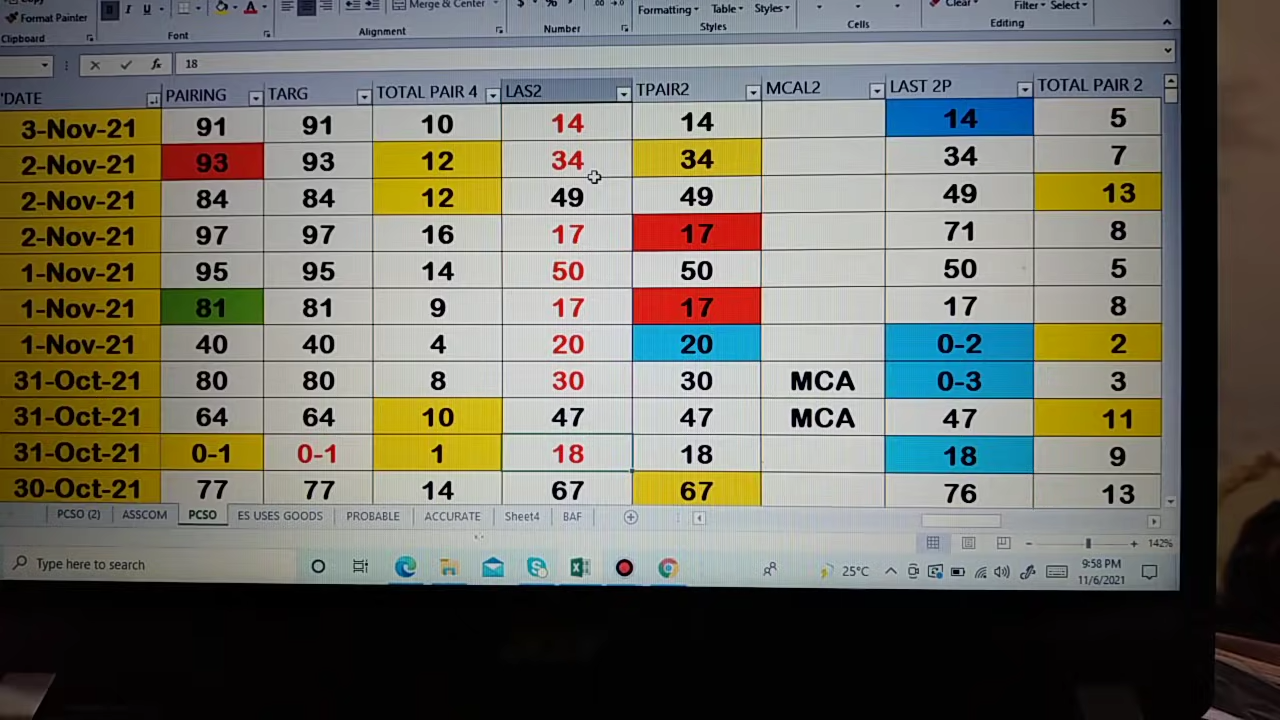 Format Painter
Merge & Center
Formatting Table Styles
Clear
Filter Select
Clipboard
Font
Alignment
Number
Styles
Cells
Editing
18
'DATE PAIRING TARG TOTAL PAIR 4 LAS2 TPAIR2 MCAL2 LAST 2P TOTAL PAIR 2
3-Nov-21 91 91 10 14 14 14 5
2-Nov-21 93 93 12 34 34 34 7
2-Nov-21 84 84 12 49 49 49 13
2-Nov-21 97 97 16 17 17 71 8
1-Nov-21 95 95 14 50 50 50 5
1-Nov-21 81 81 9 17 17 17 8
1-Nov-21 40 40 4 20 20 0-2 2
31-Oct-21 80 80 8 30 30 MCA 0-3 3
31-Oct-21 64 64 10 47 47 MCA 47 11
31-Oct-21 0-1 0-1 1 18 18 18 9
30-Oct-21 77 77 14 67 67 76 13
PCSO (2) ASSCOM PCSO ES USES GOODS PROBABLE ACCURATE Sheet4 BAF
142%
Type here to search
25°C
9:58 PM
11/6/2021